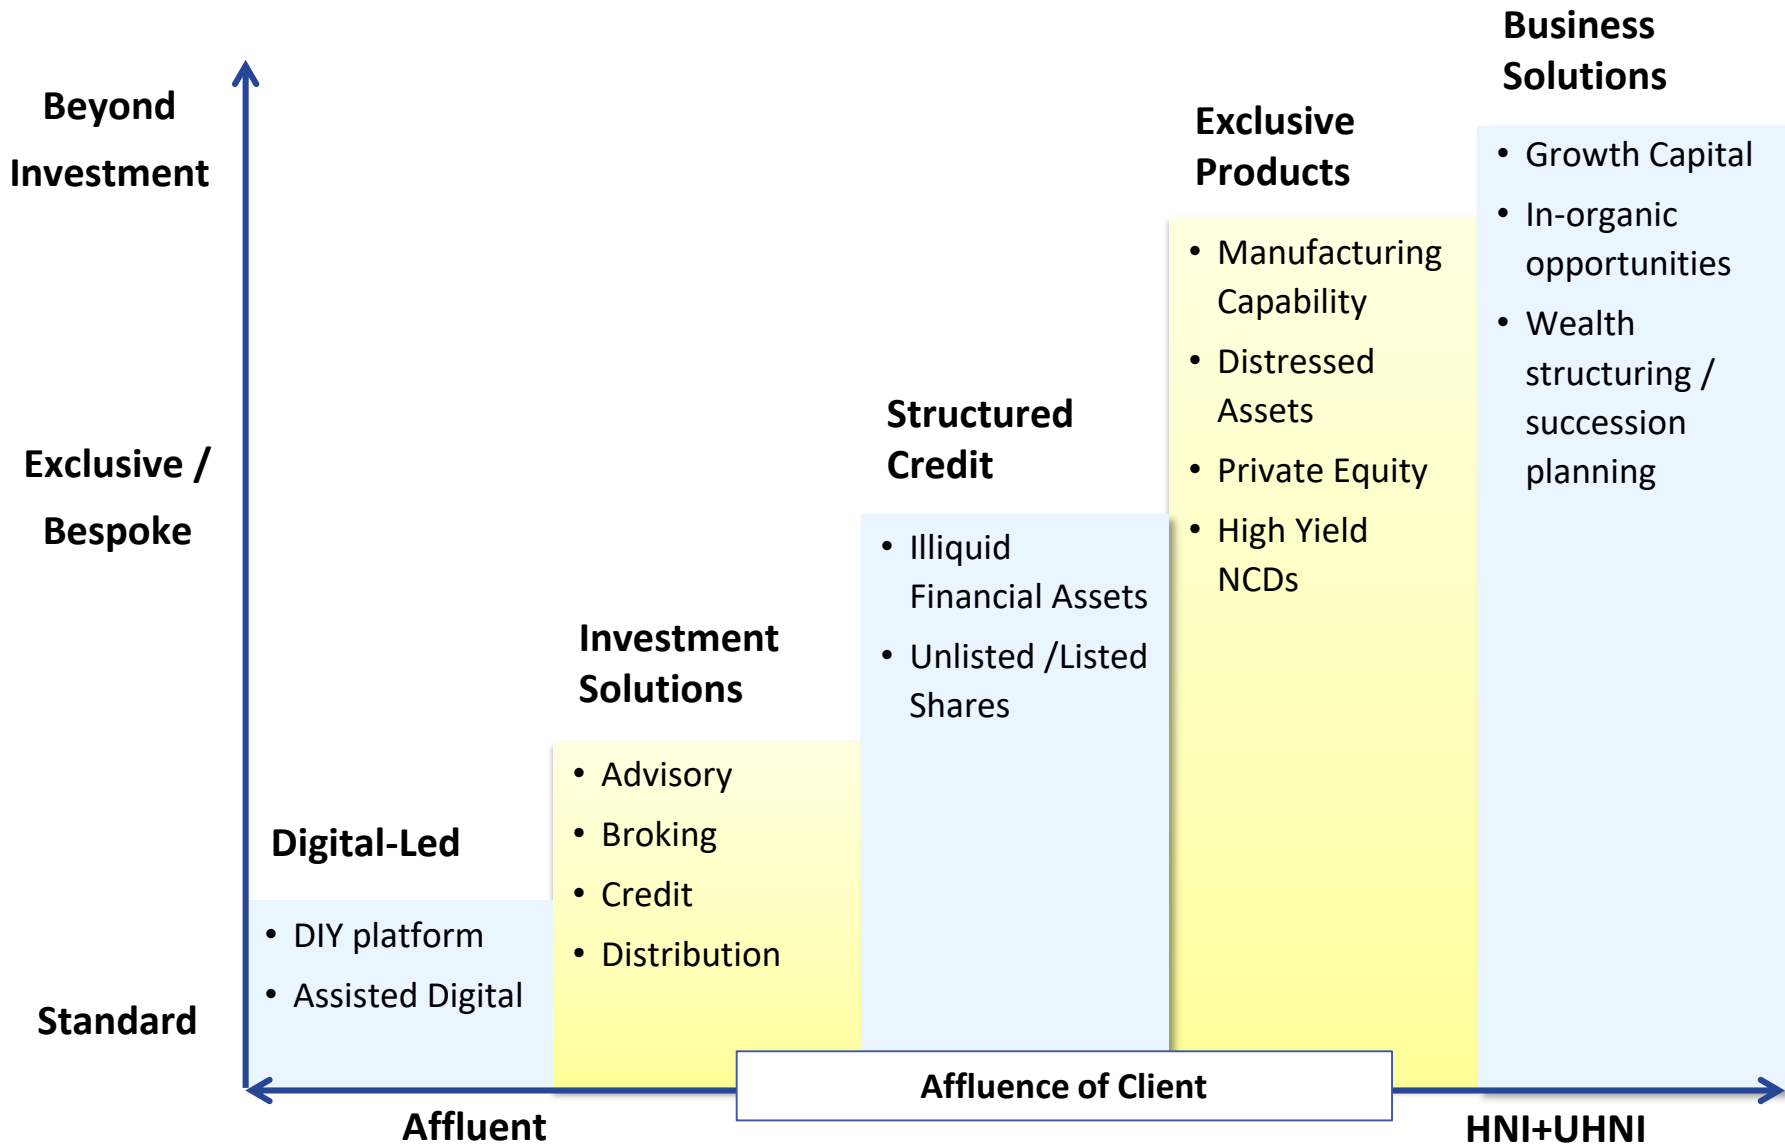 Beyond
Investment
Exclusive /
Bespoke
Standard
Digital-Led
• DIY platform
• Assisted Digital
Investment
Solutions
• Advisory
• Broking
• Credit
• Distribution
Structured
Credit
• Illiquid
Financial Assets
• Unlisted /Listed
Shares
Exclusive
Products
• Manufacturing
Capability
• Distressed
Assets
• Private Equity
• High Yield
NCDs
Business
Solutions
• Growth Capital
• In-organic
opportunities
• Wealth
structuring /
succession
planning
Affluent
Affluence of Client
HNI+UHNI